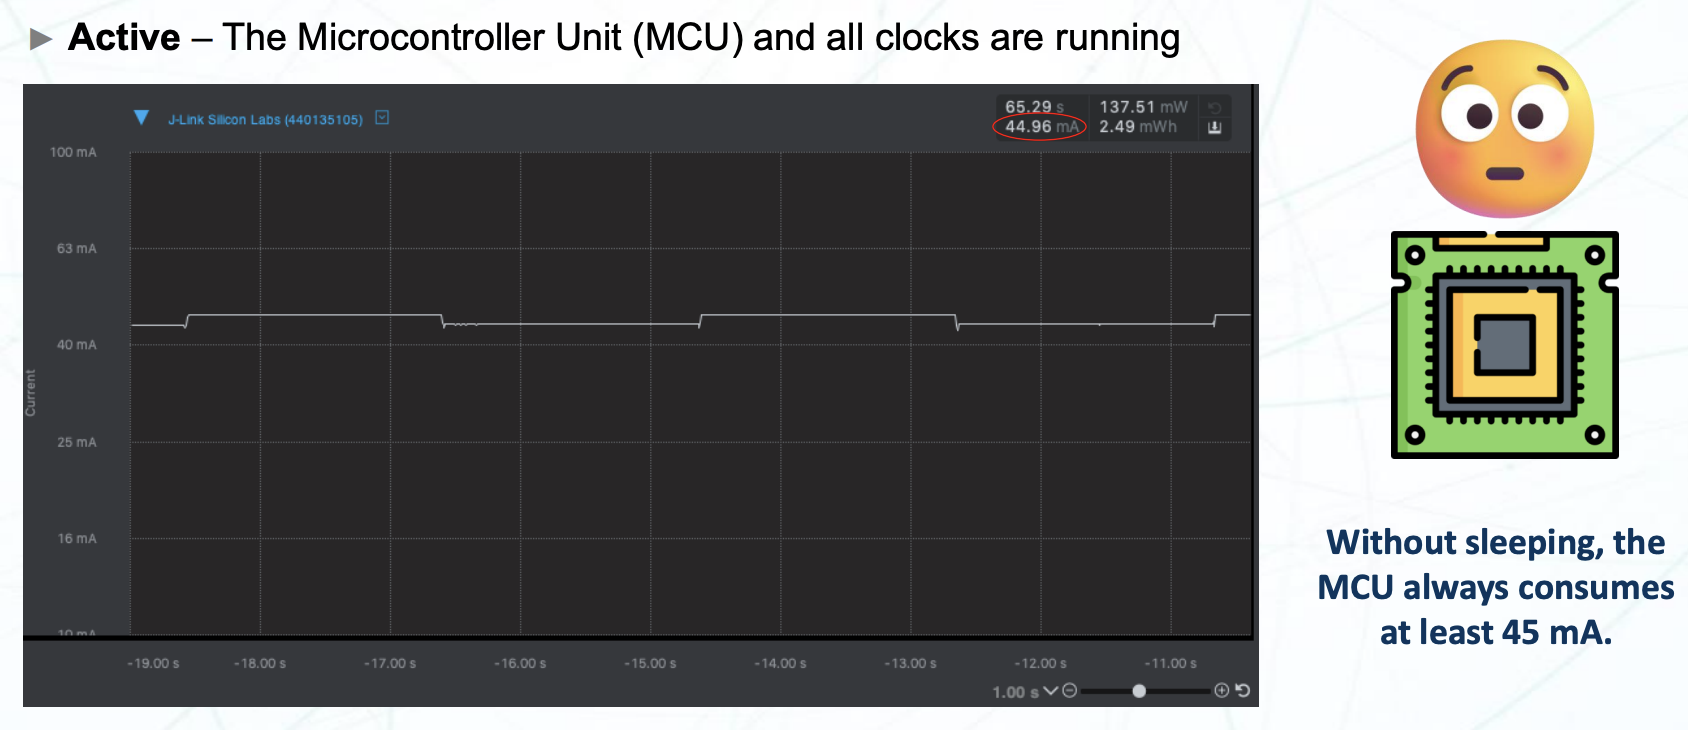 ► Active – The Microcontroller Unit (MCU) and all clocks are running
J-Link Silicon Labs (440135105)
65.29 s 137.51 mW
44.96 mA 2.49 mWh
100 mA
63 mA
40 mA
Current
25 mA
16 mA
10 mA
-19.00 s -18.00 s -17.00 s -16.00 s -15.00 s -14.00 s -13.00 s -12.00 s -11.00 s
1.00 s
Without sleeping, the
MCU always consumes
at least 45 mA.